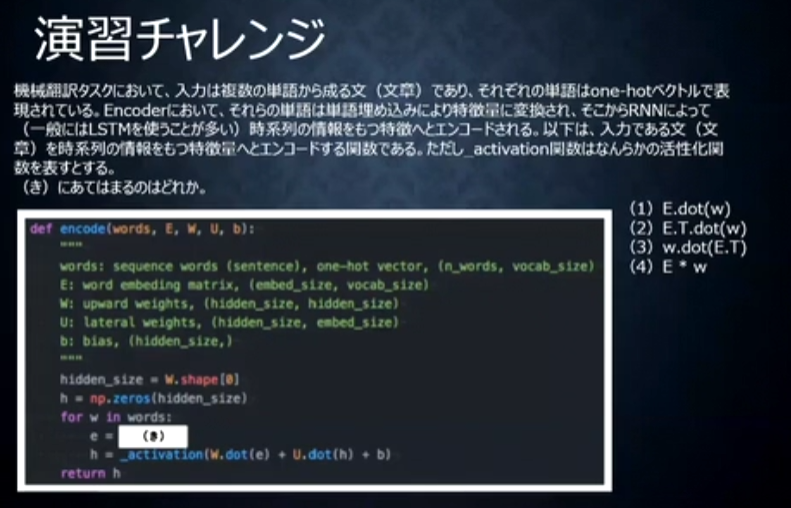 演習チャレンジ
機械翻訳タスクにおいて、入力は複数の単語から成る文（文章）であり、それぞれの単語はone-hotベクトルで表
現されている。Encoderにおいて、それらの単語は単語埋め込みにより特徴量に変換され、そこからRNNによって
（一般にはLSTMを使うことが多い）時系列の情報をもつ特徴へとエンコードされる。以下は、入力である文（文
章）を時系列の情報をもつ特徴量へとエンコードする関数である。ただし_activation関数はなんらかの活性化関
数を表すとする。
（き）にあてはまるのはどれか。
(1) E.dot(w)
(2) E.T.dot(w)
(3) w.dot(E.T)
(4) E * w
def encode(words, E, W, U, b):
"""
words: sequence words (sentence), one-hot vector, (n_words, vocab_size)
E: word embeding matrix, (embed_size, vocab_size)
W: upward weights, (hidden_size, hidden_size)
U: lateral weights, (hidden_size, embed_size)
b: bias, (hidden_size,)
"""
hidden_size = W.shape[0]
h = np.zeros(hidden_size)
for w in words:
e = （き）
h = _activation(W.dot(e) + U.dot(h) + b)
return h